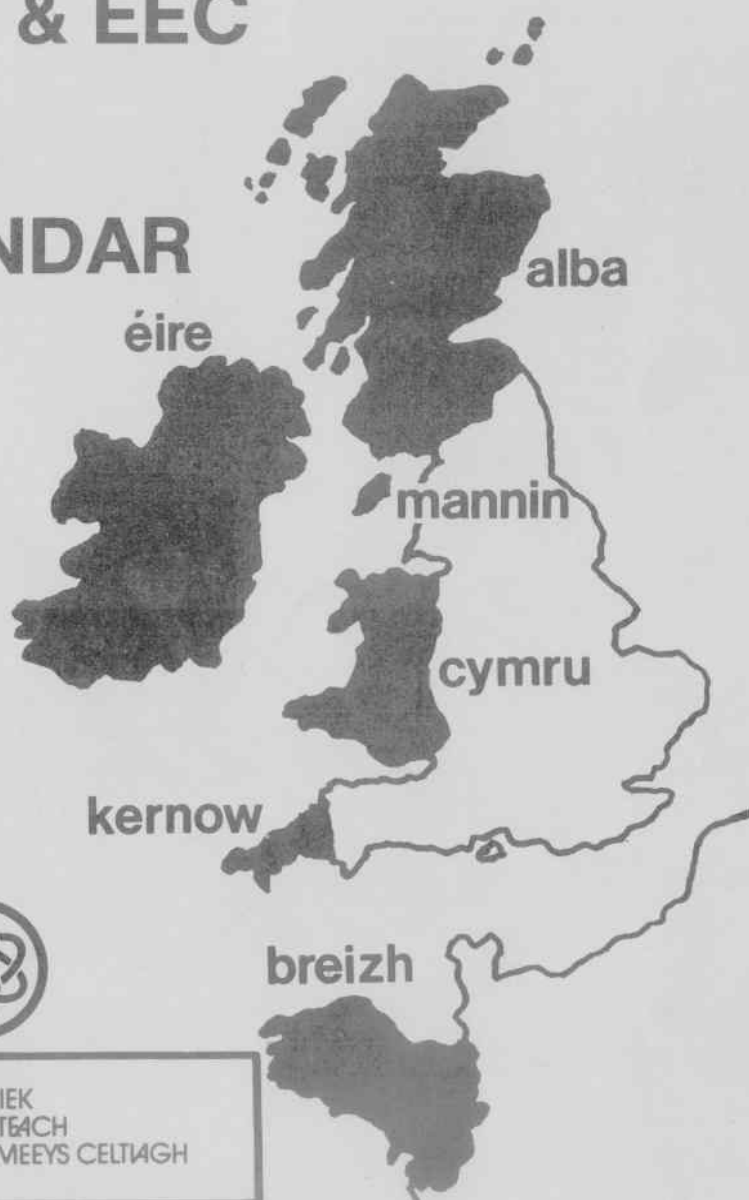 & EEC
NDAR
alba
éire
mannin
cymru
kernow
breizh
IEK
TEACH
MEEYS CELTIAGH